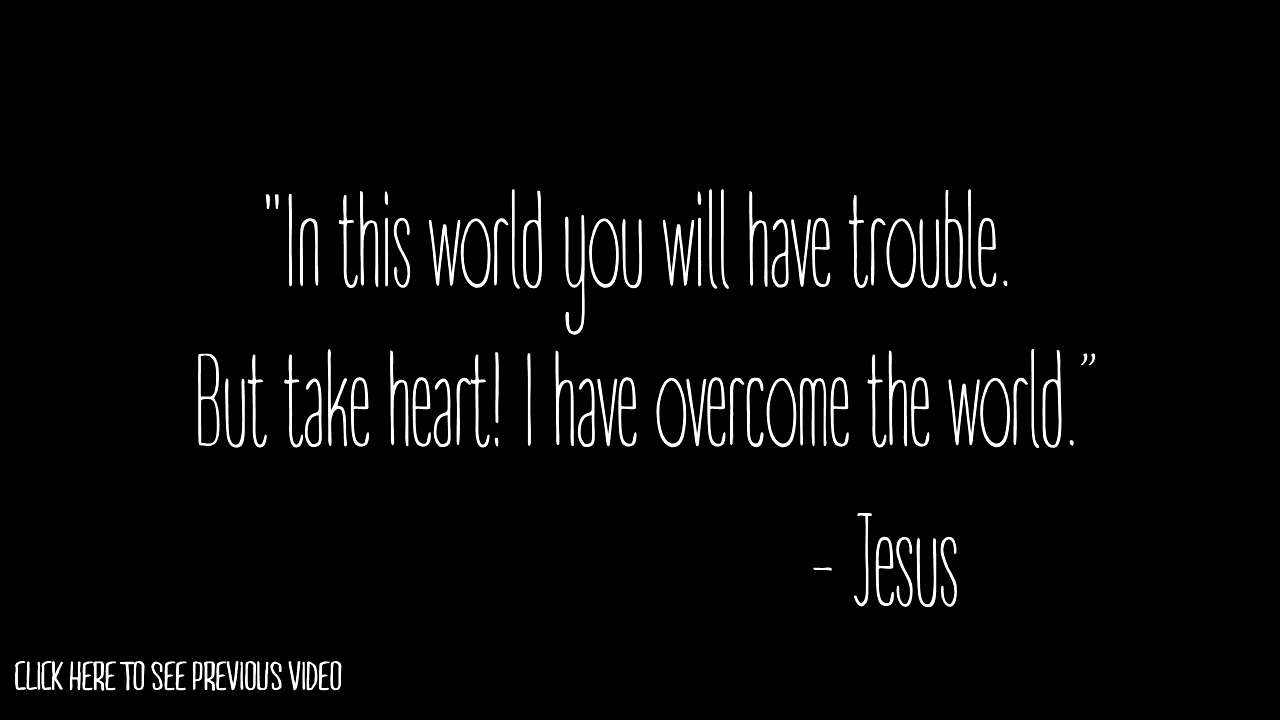 "In this world you will have trouble.
But take heart! I have overcome the world.”
- Jesus
CLICK HERE TO SEE PREVIOUS VIDEO